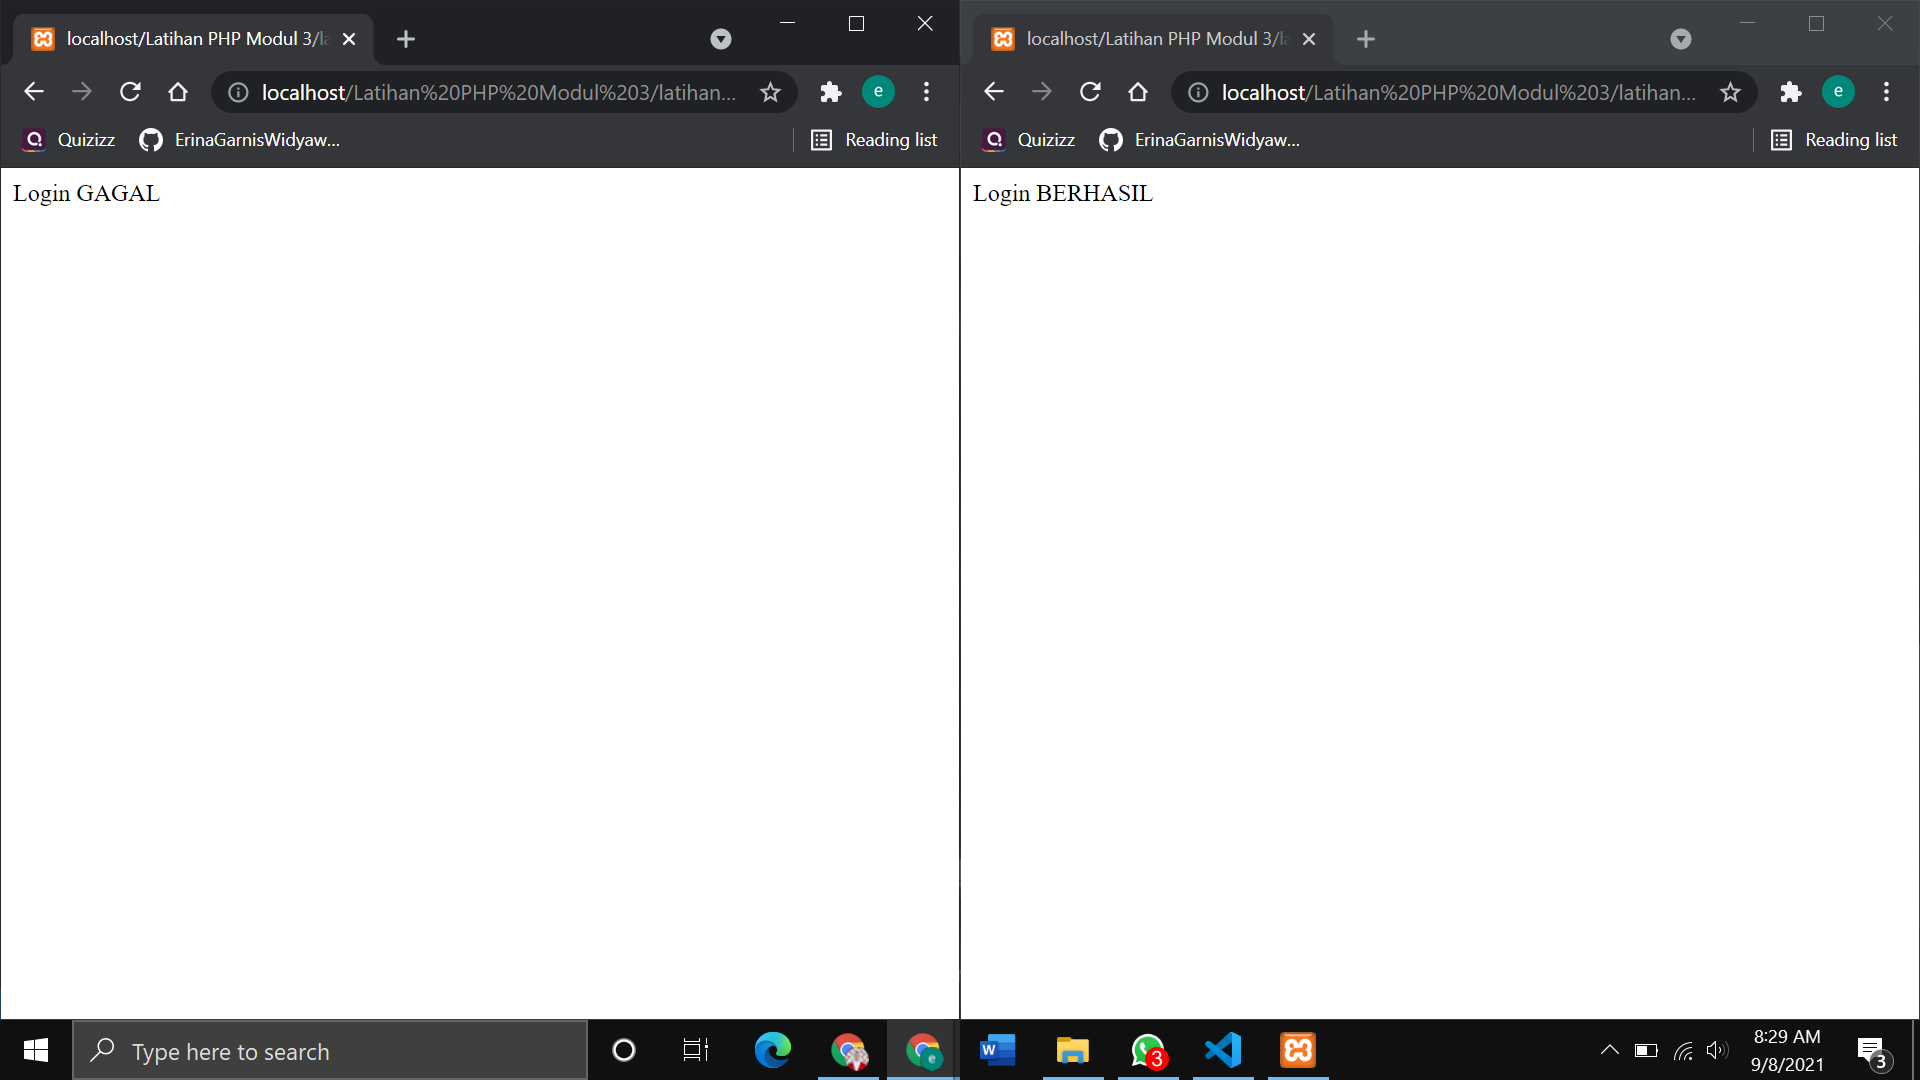 localhost/Latihan PHP Modul 3/la
localhost/Latihan%20PHP%20Modul%203/latihan...
e
Quizizz
ErinaGarnisWidyaw...
Reading list
Login GAGAL
localhost/Latihan PHP Modul 3/la
localhost/Latihan%20PHP%20Modul%203/latihan...
e
Quizizz
ErinaGarnisWidyaw...
Reading list
Login BERHASIL
Type here to search
e
W
3
8:29 AM
9/8/2021
3